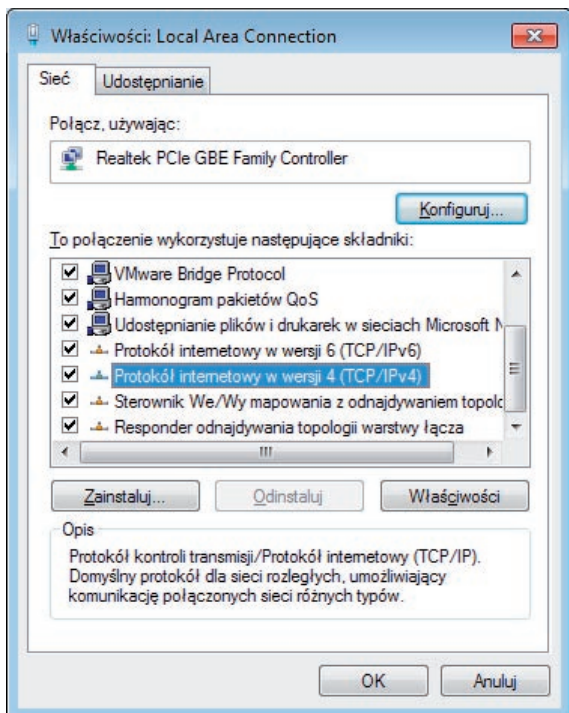 Właściwości: Local Area Connection
Sieć
Udostępnianie
Połącz, używając:
Realtek PCIe GBE Family Controller
Konfiguruj...
To połączenie wykorzystuje następujące składniki:
VMware Bridge Protocol
Harmonogram pakietów QoS
Udostępnianie plików i drukarek w sieciach Microsoft N
Protokół internetowy w wersji 6 (TCP/IPv6)
Protokół internetowy w wersji 4 (TCP/IPv4)
Sterownik We/Wy mapowania z odnajdywaniem topolo
Responder odnajdywania topologii warstwy łącza
Zainstaluj...
Odinstaluj
Właściwości
Opis
Protokół kontroli transmisji/Protokół internetowy (TCP/IP).
Domyślny protokół dla sieci rozległych, umożliwiający
komunikację połączonych sieci różnych typów.
OK
Anuluj